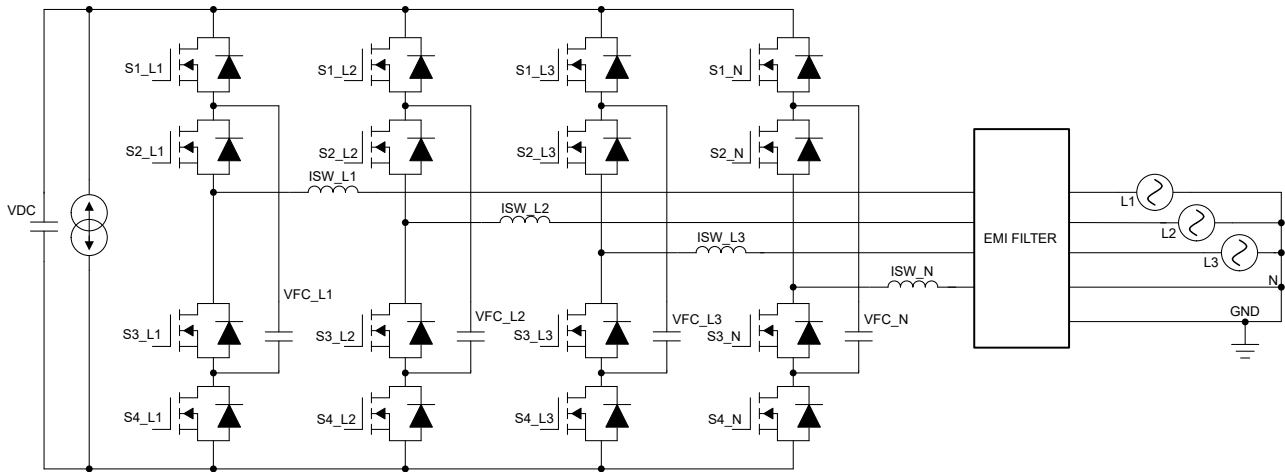 S1_L1
S1_L2
S1_L3
S1_N
S2_L1
S2_L2
S2_L3
S2_N
ISW_L1
L1
VDC
ISW_L2
L2
EMI FILTER
ISW_L3
L3
ISW_N
N
VFC_L1
GND
VFC_L2
VFC_L3
VFC_N
S3_L1
S3_L2
S3_L3
S3_N
S4_L1
S4_L2
S4_L3
S4_N